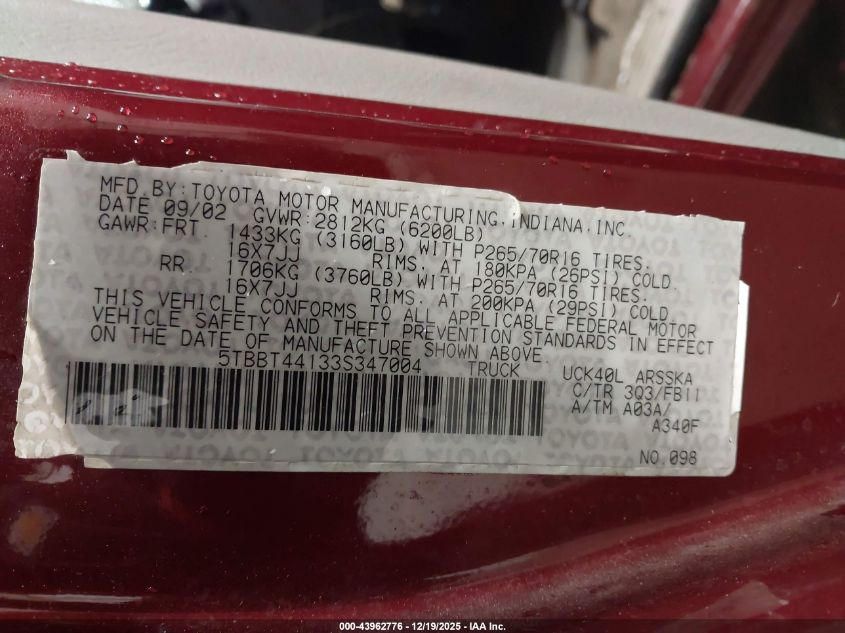 MFD.BY:TOYOTA MOTOR MANUFACTURING.INDIANA.INC.
DATE 09/02 GVWR:2812KG (6200LB)
GAWR:FRT 1433KG (3160LB) WITH P265/70R16 TIRES.
16X7JJ RIMS, AT 180KPA (26PSI) COLD.
RR 1706KG (3760LB) WITH P265/70R16 TIRES.
16X7JJ RIMS, AT 200KPA (29PSI) COLD.
THIS VEHICLE CONFORMS TO ALL APPLICABLE FEDERAL MOTOR
VEHICLE SAFETY AND THEFT PREVENTION STANDARDS IN EFFECT
ON THE DATE OF MANUFACTURE SHOWN ABOVE.
5TBBT44133S347004 TRUCK
UCK40L ARSSKA
C/TR 3Q3/FB11
A/TM A03A/
A340F
NO.098
000-43962776 - 12/19/2025 - IAA Inc.